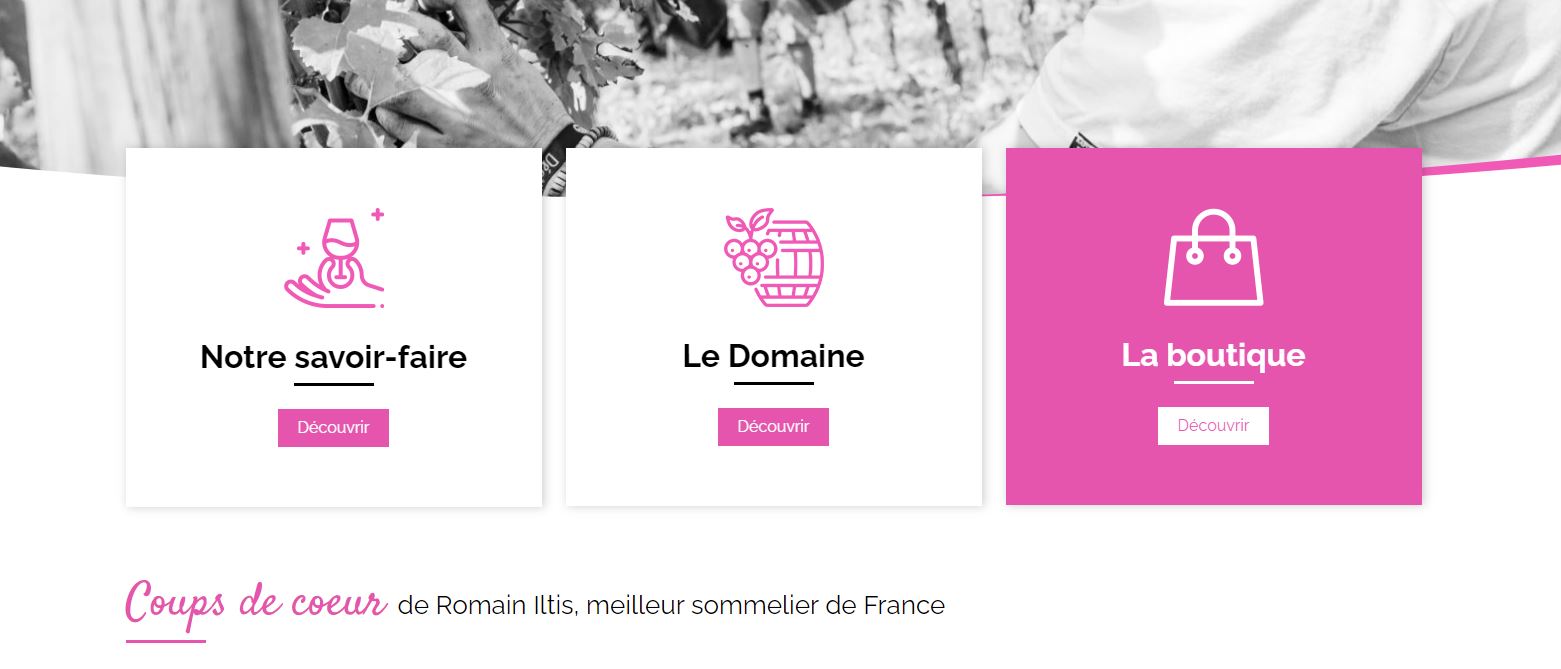 Notre savoir-faire
Découvrir
Le Domaine
Découvrir
La boutique
Découvrir
Coups de coeur de Romain Iltis, meilleur sommelier de France